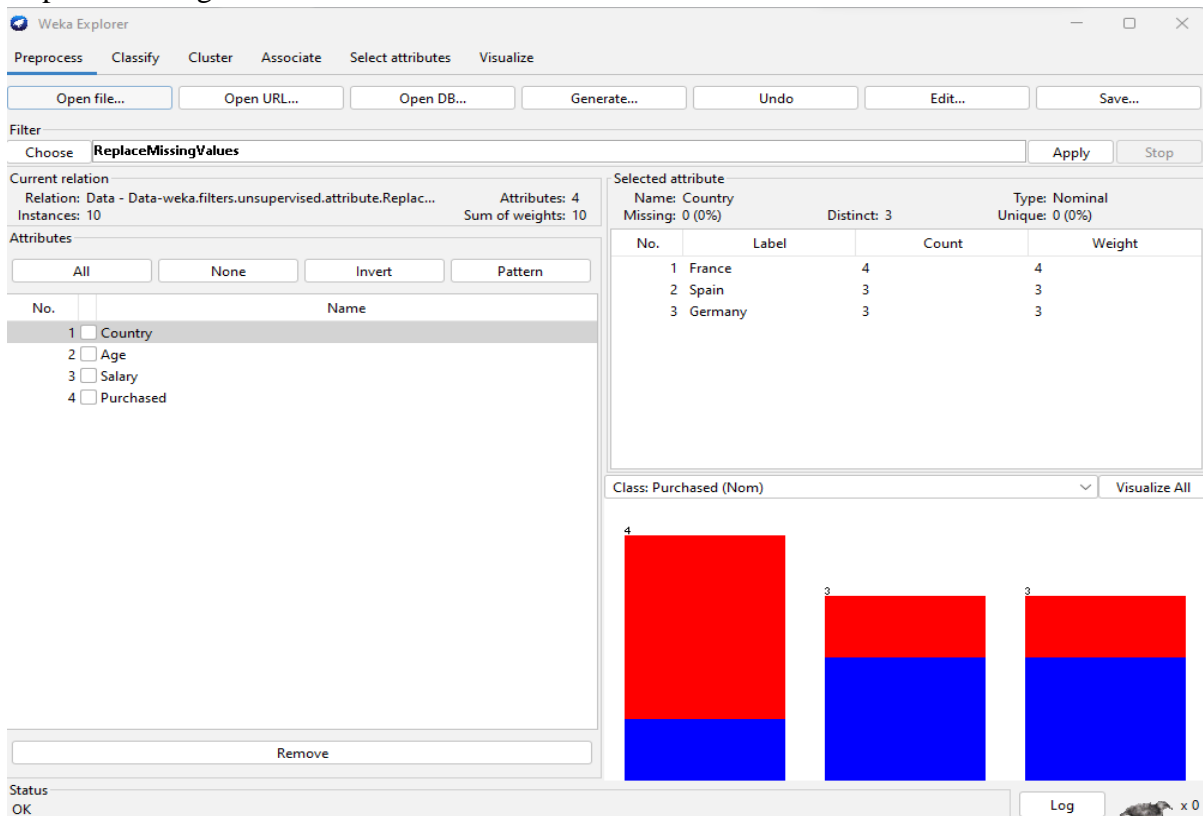 Weka Explorer
Preprocess Classify Cluster Associate Select attributes Visualize
Open file... Open URL... Open DB... Generate... Undo Edit... Save...
Filter
Choose ReplaceMissingValues Apply Stop
Current relation
Relation: Data - Data-weka.filters.unsupervised.attribute.Replac... Attributes: 4
Instances: 10 Sum of weights: 10
Selected attribute
Name: Country Type: Nominal
Missing: 0 (0%) Distinct: 3 Unique: 0 (0%)
Attributes
All None Invert Pattern
No. Name
1 Country
2 Age
3 Salary
4 Purchased
Remove
No. Label Count Weight
1 France 4 4
2 Spain 3 3
3 Germany 3 3
Class: Purchased (Nom) Visualize All
4
3
3
Status
OK
Log x 0